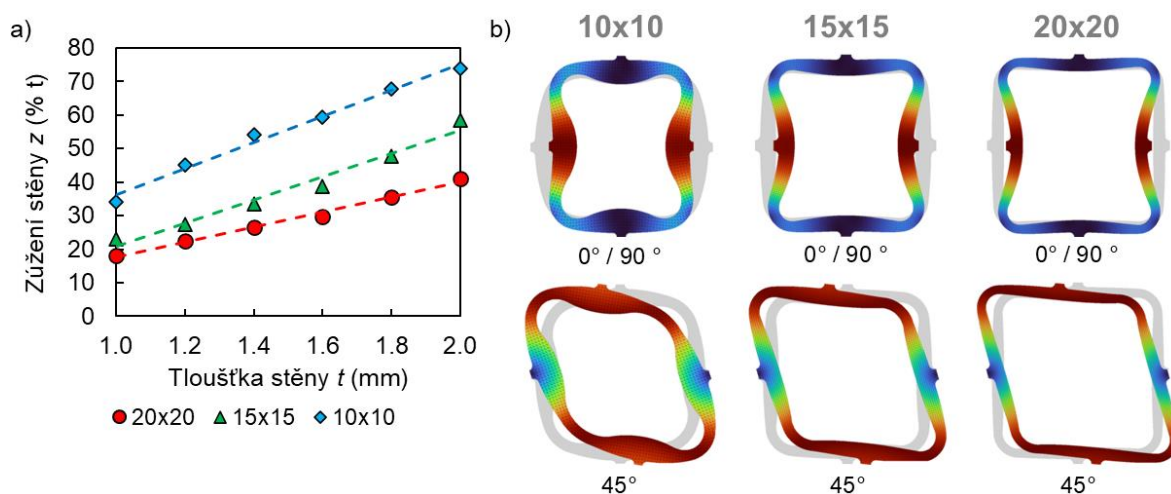 a)
Zúžení stěny z (% t)
80
70
60
50
40
30
20
10
0
1.0 1.2 1.4 1.6 1.8 2.0
Tloušťka stěny t (mm)
20x20 15x15 10x10
b)
10x10 15x15 20x20
0° / 90 ° 0° / 90 ° 0° / 90 °
45° 45° 45°